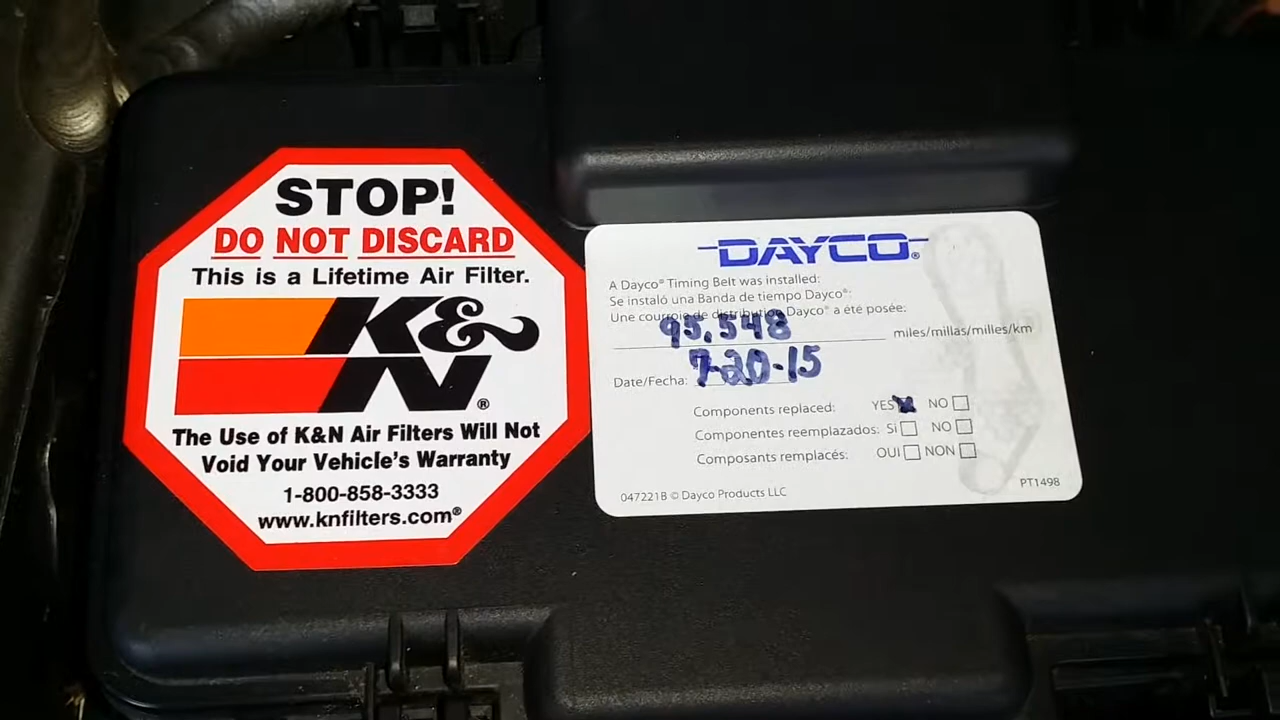 STOP!
DO NOT DISCARD
This is a Lifetime Air Filter.
K&N®
The Use of K&N Air Filters Will Not
Void Your Vehicle's Warranty
1-800-858-3333
www.knfilters.com®
DAYCO®
A Dayco® Timing Belt was installed:
Se instaló una Banda de tiempo Dayco®:
Une courroie de distribution Dayco® a été posée:
95,548 miles/millas/milles/km
Date/Fecha: 7-20-15
Components replaced: YES NO
Componentes reemplazados: Sí NO
Composants remplacés: OUI NON
047221B © Dayco Products LLC PT1498